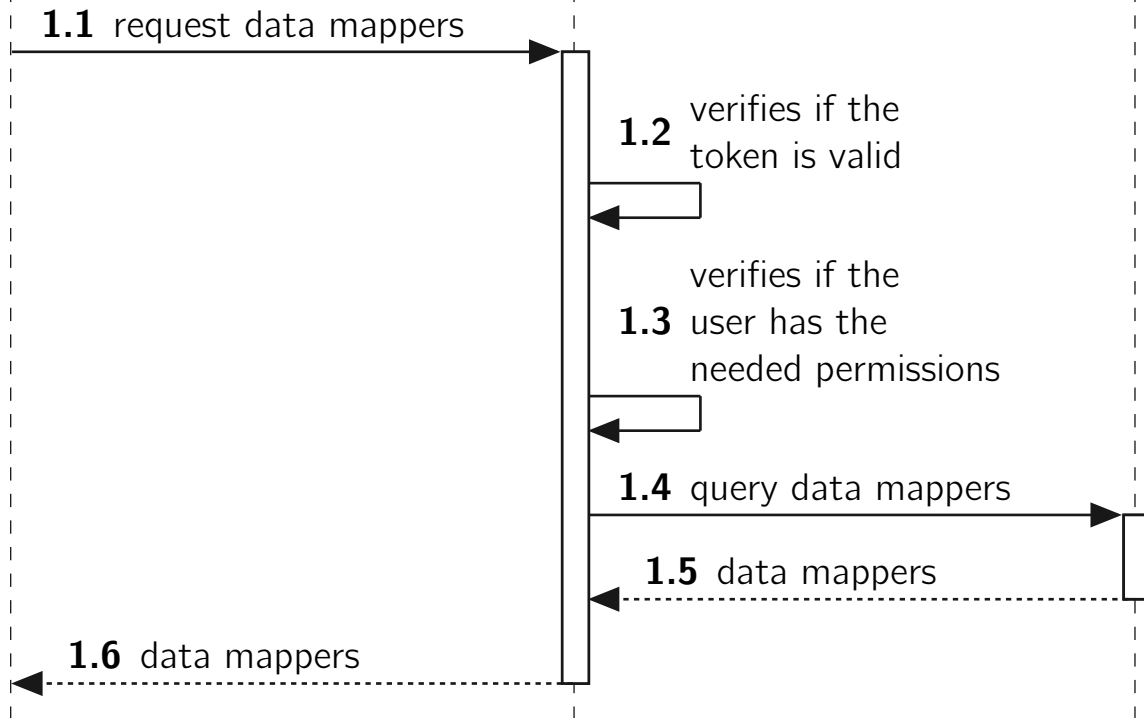 1.1 request data mappers
verifies if the
1.2
token is valid
verifies if the
1.3 user has the
needed permissions
1.4 query data mappers
1.5 data mappers
1.6 data mappers